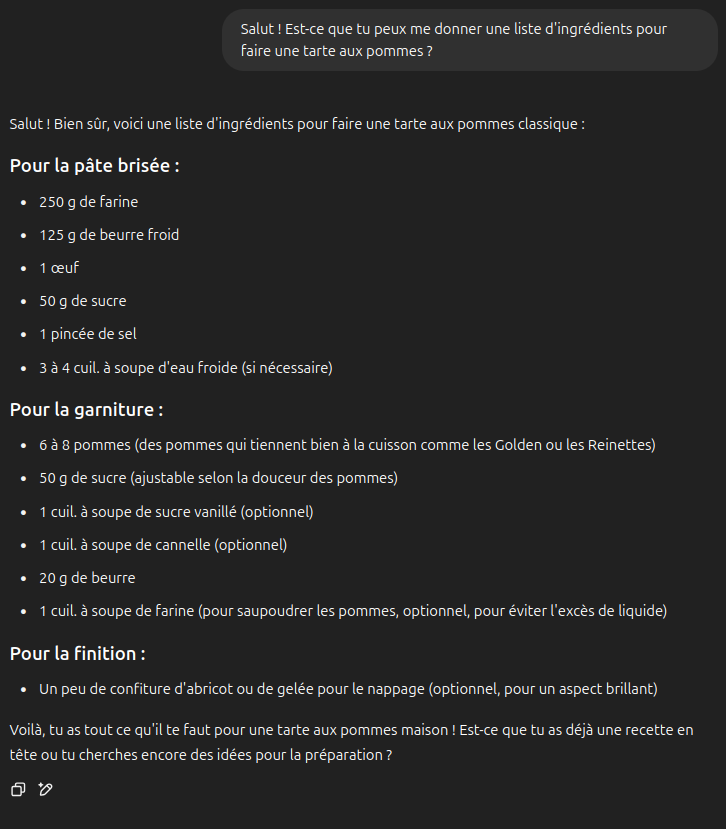 Salut ! Est-ce que tu peux me donner une liste d'ingrédients pour
faire une tarte aux pommes ?
Salut ! Bien sûr, voici une liste d'ingrédients pour faire une tarte aux pommes classique :
Pour la pâte brisée :
• 250 g de farine
• 125 g de beurre froid
• 1 œuf
• 50 g de sucre
• 1 pincée de sel
• 3 à 4 cuil. à soupe d'eau froide (si nécessaire)
Pour la garniture :
• 6 à 8 pommes (des pommes qui tiennent bien à la cuisson comme les Golden ou les Reinettes)
• 50 g de sucre (ajustable selon la douceur des pommes)
• 1 cuil. à soupe de sucre vanillé (optionnel)
• 1 cuil. à soupe de cannelle (optionnel)
• 20 g de beurre
• 1 cuil. à soupe de farine (pour saupoudrer les pommes, optionnel, pour éviter l'excès de liquide)
Pour la finition :
• Un peu de confiture d'abricot ou de gelée pour le nappage (optionnel, pour un aspect brillant)
Voilà, tu as tout ce qu'il te faut pour une tarte aux pommes maison ! Est-ce que tu as déjà une recette en
tête ou tu cherches encore des idées pour la préparation ?